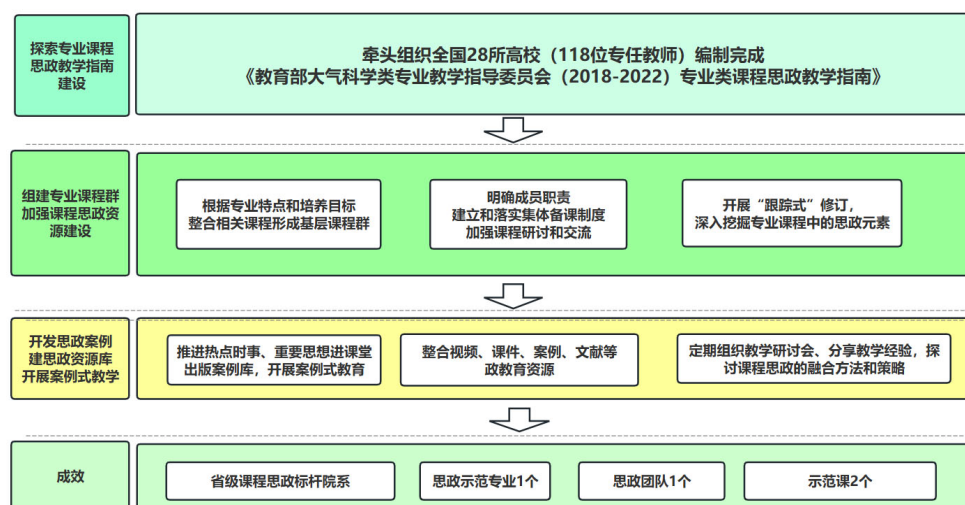 探索专业课程
思政教学指南
建设
牵头组织全国28所高校（118位专任教师）编制完成
《教育部大气科学类专业教学指导委员会（2018-2022）专业类课程思政教学指南》
组建专业课程群
加强课程思政资
源建设
根据专业特点和培养目标
整合相关课程形成基层课程群
明确成员职责
建立和落实集体备课制度
加强课程研讨和交流
开展“跟踪式”修订，
深入挖掘专业课程中的思政元素
开发思政案例
建思政资源库
开展案例式教学
推进热点时事、重要思想进课堂
出版案例库，开展案例式教育
整合视频、课件、案例、文献等
政教育资源
定期组织教学研讨会、分享教学经验，探
讨课程思政的融合方法和策略
成效
省级课程思政标杆院系
思政示范专业1个
思政团队1个
示范课2个